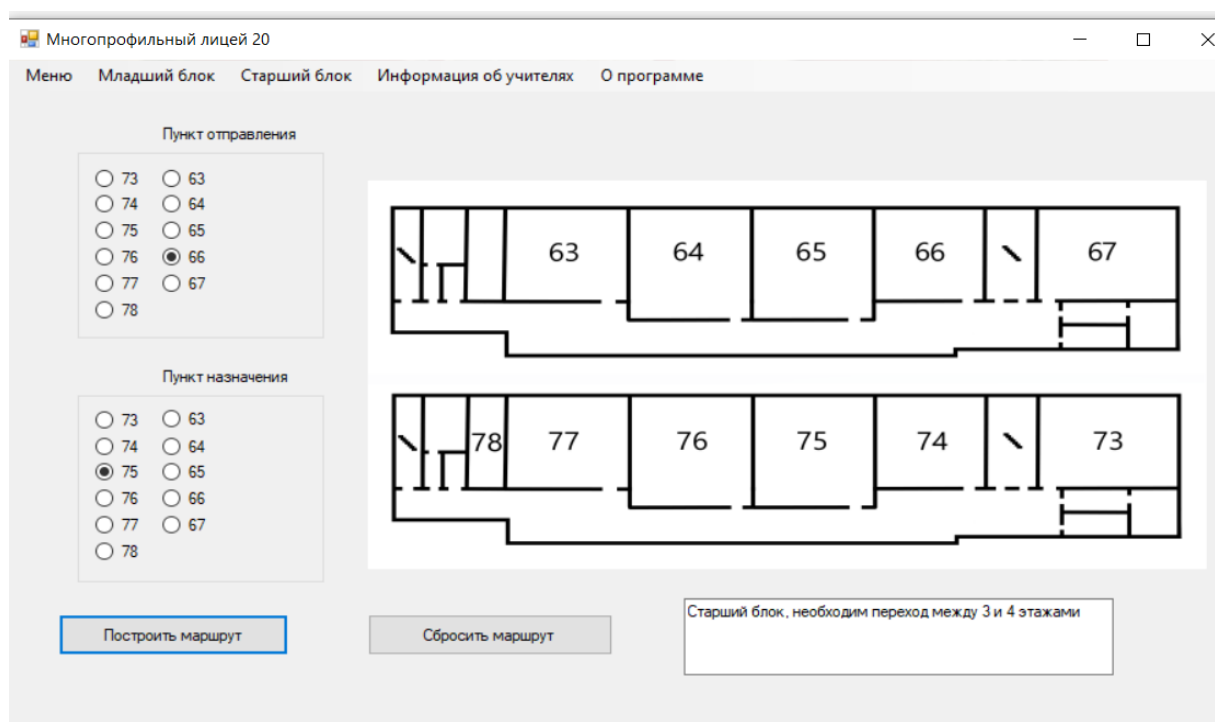 Многопрофильный лицей 20
Меню Младший блок Старший блок Информация об учителях О программе
Пункт отправления
73 63
74 64
75 65
76 66
77 67
78
63 64 65 66 67
Пункт назначения
73 63
74 64
75 65
76 66
77 67
78
78 77 76 75 74 73
Построить маршрут
Сбросить маршрут
Старший блок, необходим переход между 3 и 4 этажами